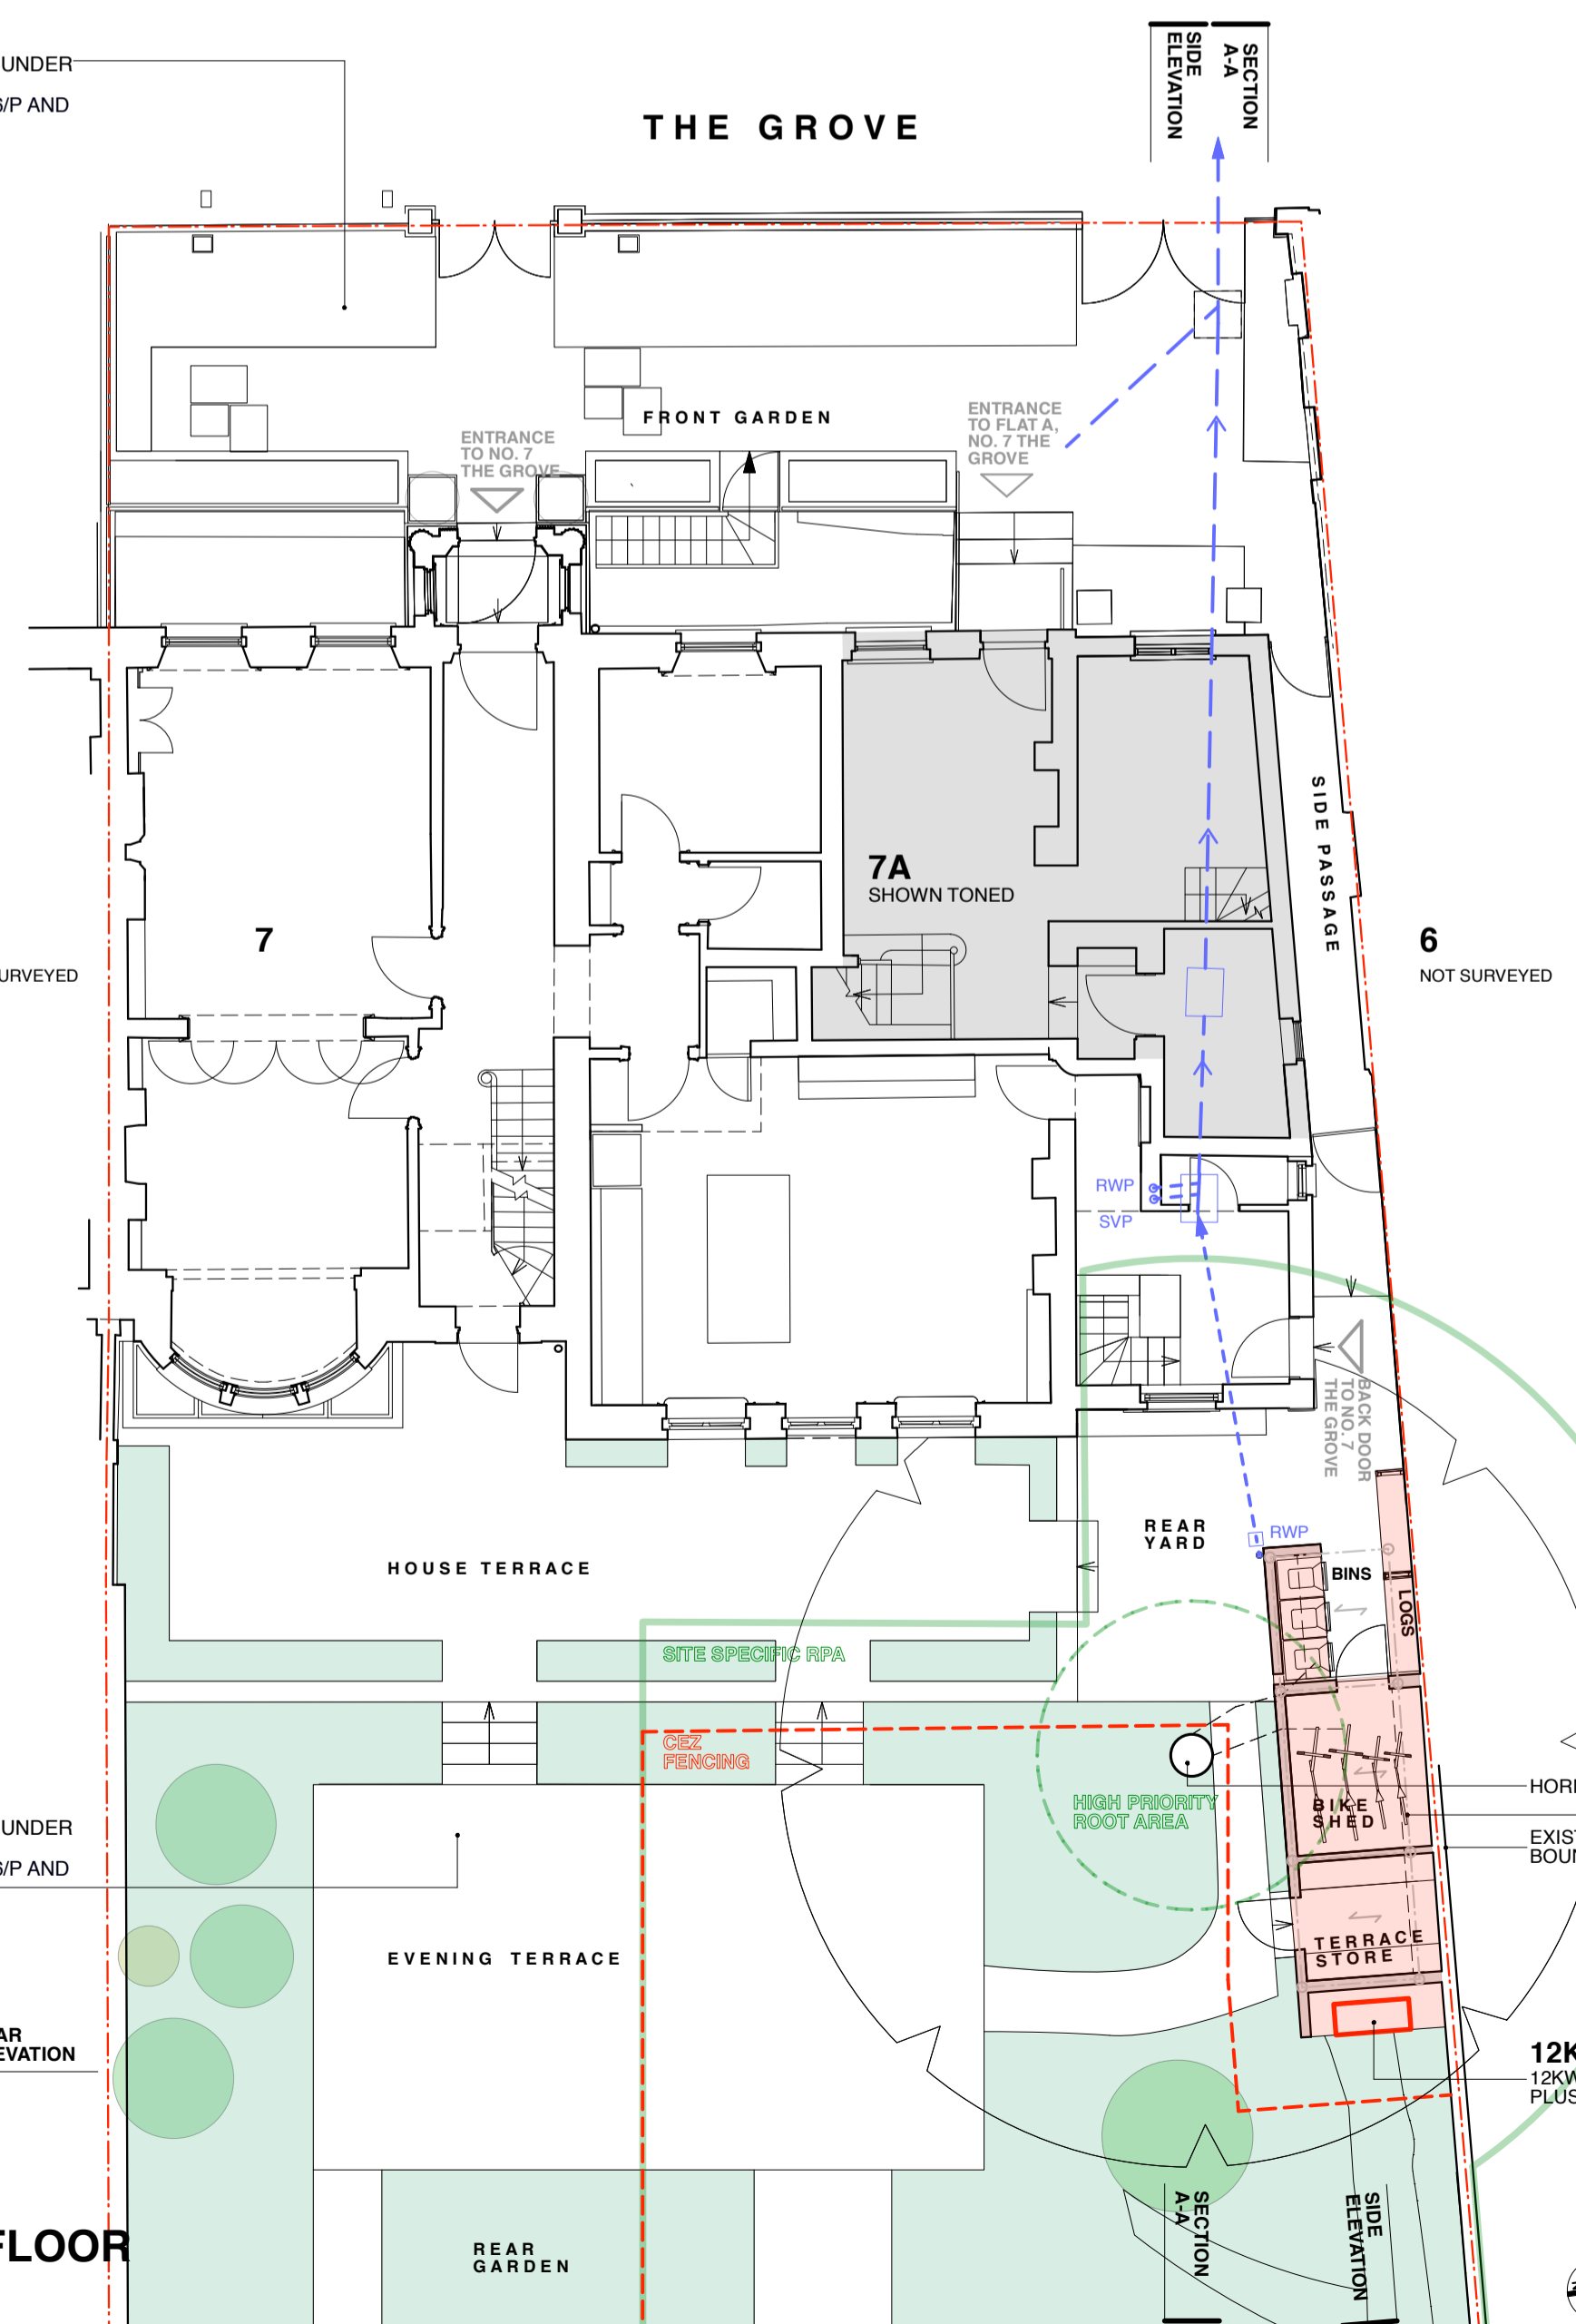 UNDER
6/P AND
THE GROVE
SIDE
ELEVATION
SECTION
A-A
FRONT GARDEN
ENTRANCE
TO NO. 7
THE GROVE
ENTRANCE
TO FLAT A,
NO. 7 THE
GROVE
SIDE PASSAGE
7A
SHOWN TONED
7
6
NOT SURVEYED
URVEYED
RWP
SVP
BACK DOOR
TO NO. 7
THE GROVE
REAR
YARD
RWP
BINS
LOGS
HOUSE TERRACE
SITE SPECIFIC RPA
CEZ
FENCING
HIGH PRIORITY
ROOT AREA
BIKE
SHED
HOR
EXIS
BOU
UNDER
6/P AND
EVENING TERRACE
TERRACE
STORE
AR
EVATION
12K
12KW
PLUS
SECTION
A-A
SIDE
ELEVATION
FLOOR
REAR
GARDEN